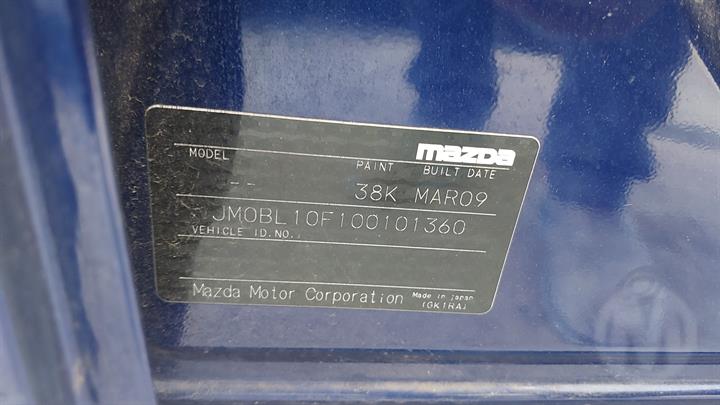 mazda
MODEL PAINT BUILT DATE
-- 38K MAR09
JM0BL10F100101360
VEHICLE ID.NO.
Mazda Motor Corporation Made in Japan
(GK1RA)